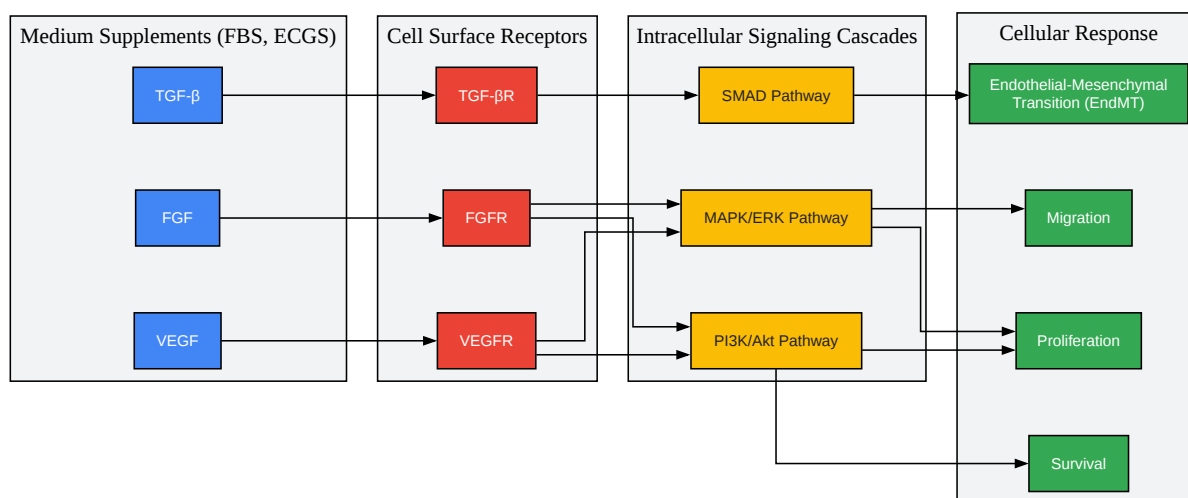 Medium Supplements (FBS, ECGS)
Cell Surface Receptors
Intracellular Signaling Cascades
Cellular Response
TGF-β
TGF-βR
SMAD Pathway
Endothelial-Mesenchymal
Transition (EndMT)
FGF
FGFR
MAPK/ERK Pathway
Migration
VEGF
VEGFR
PI3K/Akt Pathway
Proliferation
Survival